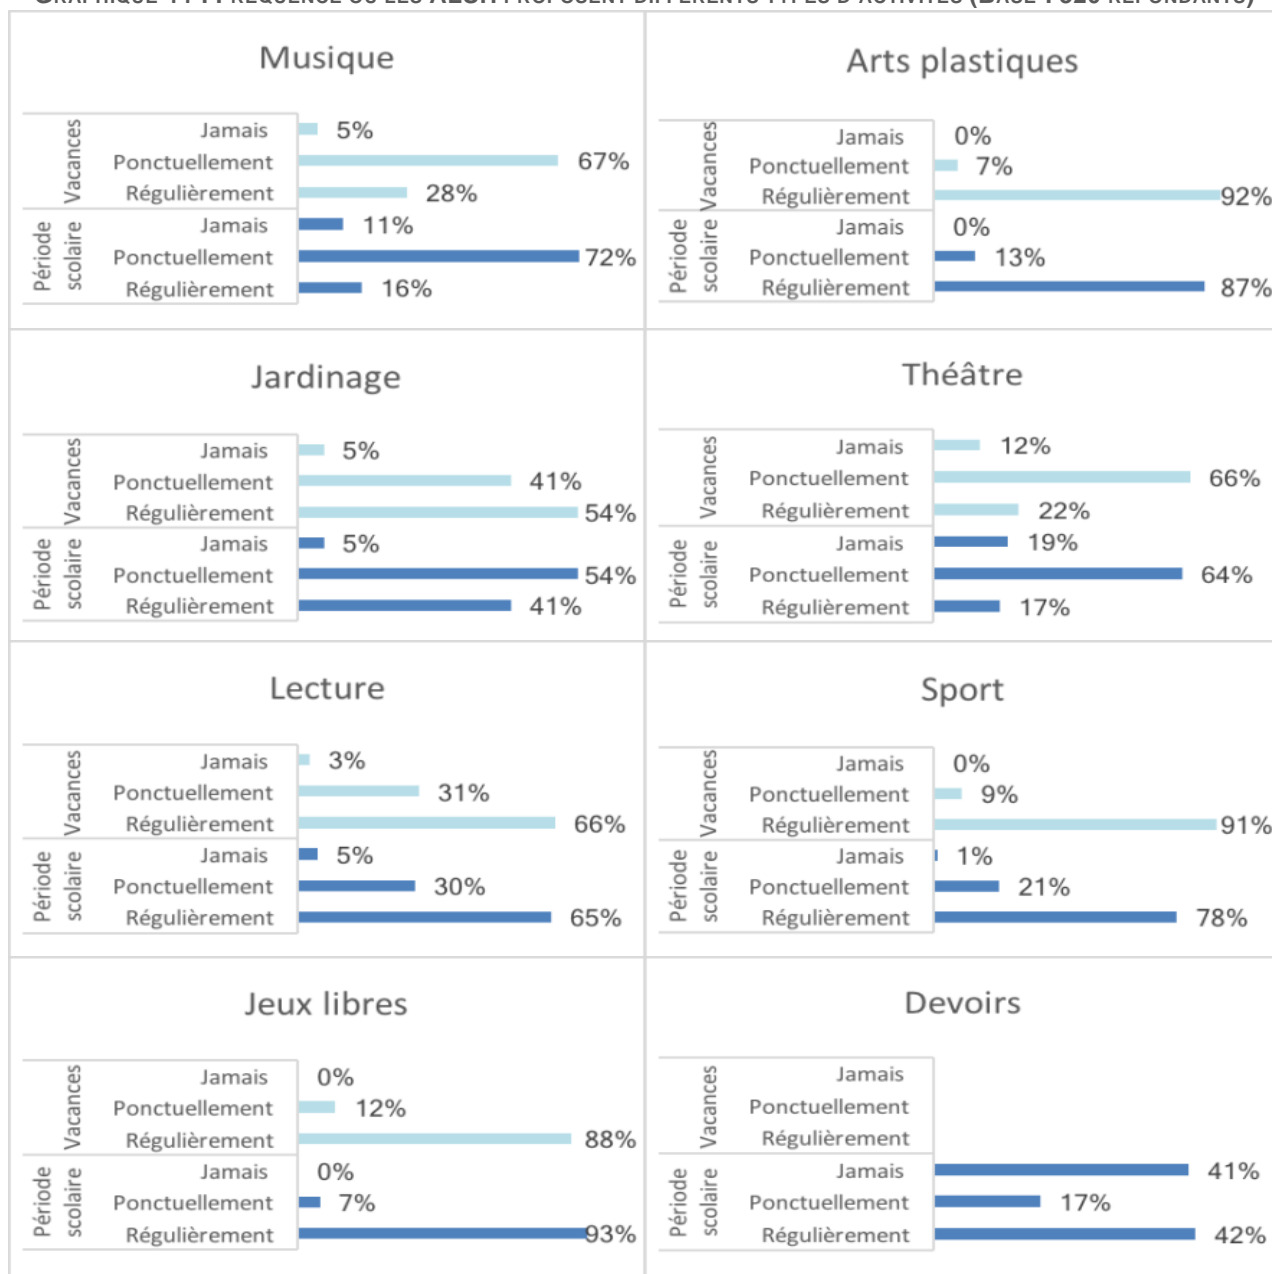 LES ALSH PROPOSENT DIFFÉRENTS TYPES D'ACTIVITÉS
Musique
Vacances
Jamais 5%
Ponctuellement 67%
Régulièrement 28%
Période scolaire
Jamais 11%
Ponctuellement 72%
Régulièrement 16%
Arts plastiques
Vacances
Jamais 0%
Ponctuellement 7%
Régulièrement 92%
Période scolaire
Jamais 0%
Ponctuellement 13%
Régulièrement 87%
Jardinage
Vacances
Jamais 5%
Ponctuellement 41%
Régulièrement 54%
Période scolaire
Jamais 5%
Ponctuellement 54%
Régulièrement 41%
Théâtre
Vacances
Jamais 12%
Ponctuellement 66%
Régulièrement 22%
Période scolaire
Jamais 19%
Ponctuellement 64%
Régulièrement 17%
Lecture
Vacances
Jamais 3%
Ponctuellement 31%
Régulièrement 66%
Période scolaire
Jamais 5%
Ponctuellement 30%
Régulièrement 65%
Sport
Vacances
Jamais 0%
Ponctuellement 9%
Régulièrement 91%
Période scolaire
Jamais 1%
Ponctuellement 21%
Régulièrement 78%
Jeux libres
Vacances
Jamais 0%
Ponctuellement 12%
Régulièrement 88%
Période scolaire
Jamais 0%
Ponctuellement 7%
Régulièrement 93%
Devoirs
Vacances
Jamais
Ponctuellement
Régulièrement
Période scolaire
Jamais 41%
Ponctuellement 17%
Régulièrement 42%